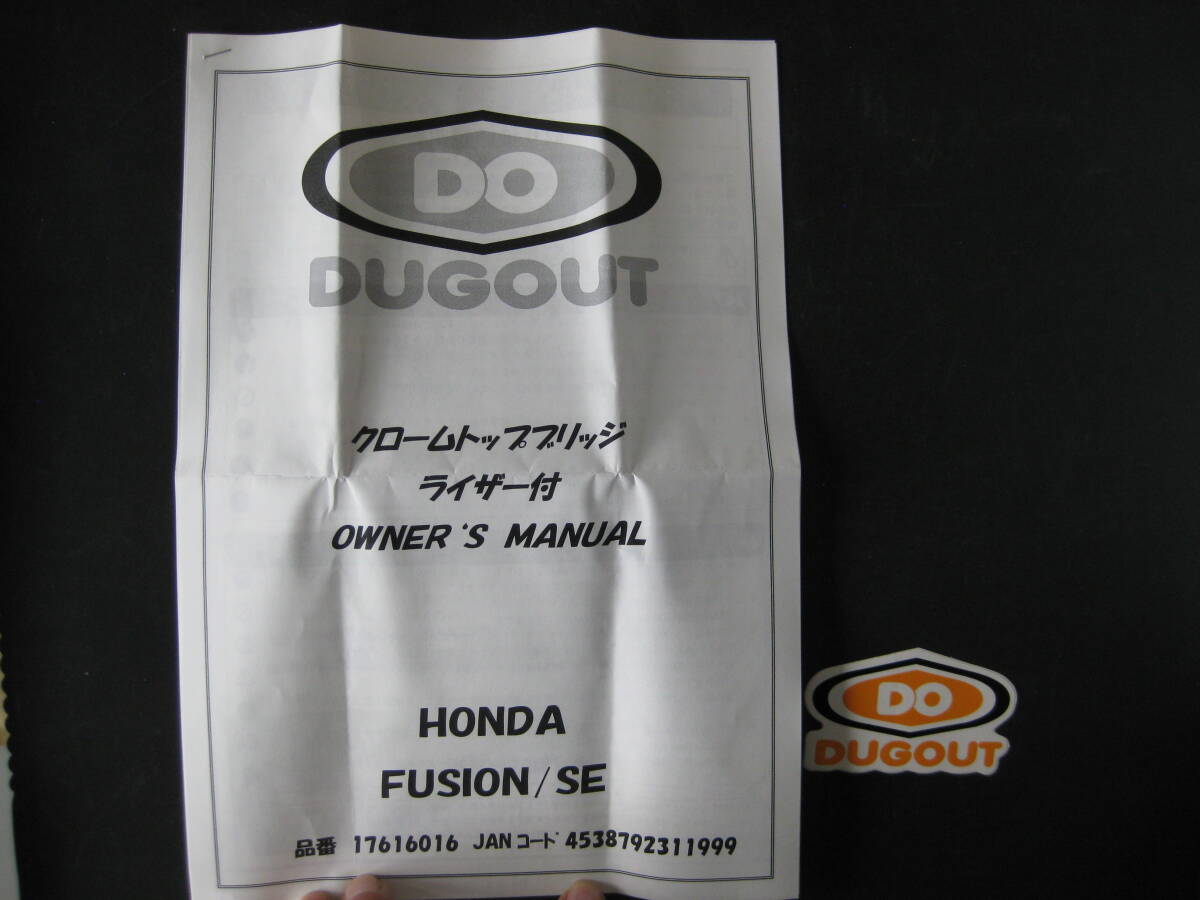 DO
DUGOUT
クロームトップブリッジ
ライザー付
OWNER'S MANUAL
HONDA
FUSION/SE
品番 17616016 JANコード 4538792311999
DO
DUGOUT